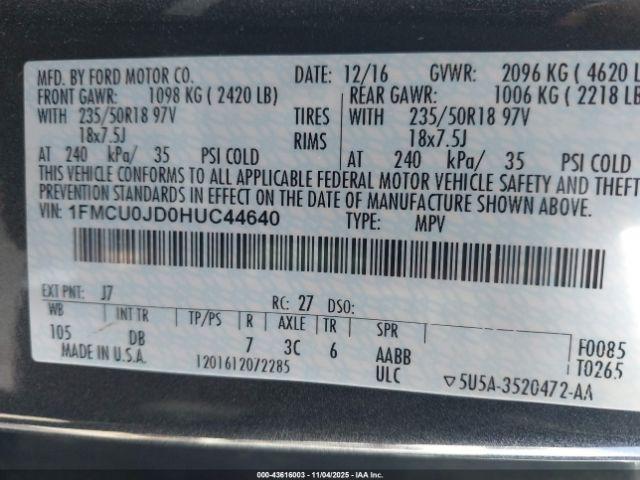 MFD. BY FORD MOTOR CO. DATE: 12/16 GVWR: 2096 KG ( 4620 L
FRONT GAWR: 1098 KG ( 2420 LB) REAR GAWR: 1006 KG ( 2218 LB)
WITH 235/50R18 97V TIRES WITH 235/50R18 97V
18x7.5J RIMS 18x7.5J
AT 240 kPa/ 35 PSI COLD AT 240 kPa/ 35 PSI COLD
THIS VEHICLE CONFORMS TO ALL APPLICABLE FEDERAL MOTOR VEHICLE SAFETY AND THEFT
PREVENTION STANDARDS IN EFFECT ON THE DATE OF MANUFACTURE SHOWN ABOVE.
VIN: 1FMCU0JD0HUC44640 TYPE: MPV
EXT PNT: J7 RC: 27 DSO:
WB INT TR TP/PS R AXLE TR SPR
105 DB 7 3C 6 AABB F0085
MADE IN U.S.A. 1201612072285 ULC T0265
▽5U5A-3520472-AA
000-43616003 - 11/04/2025 - IAA Inc.